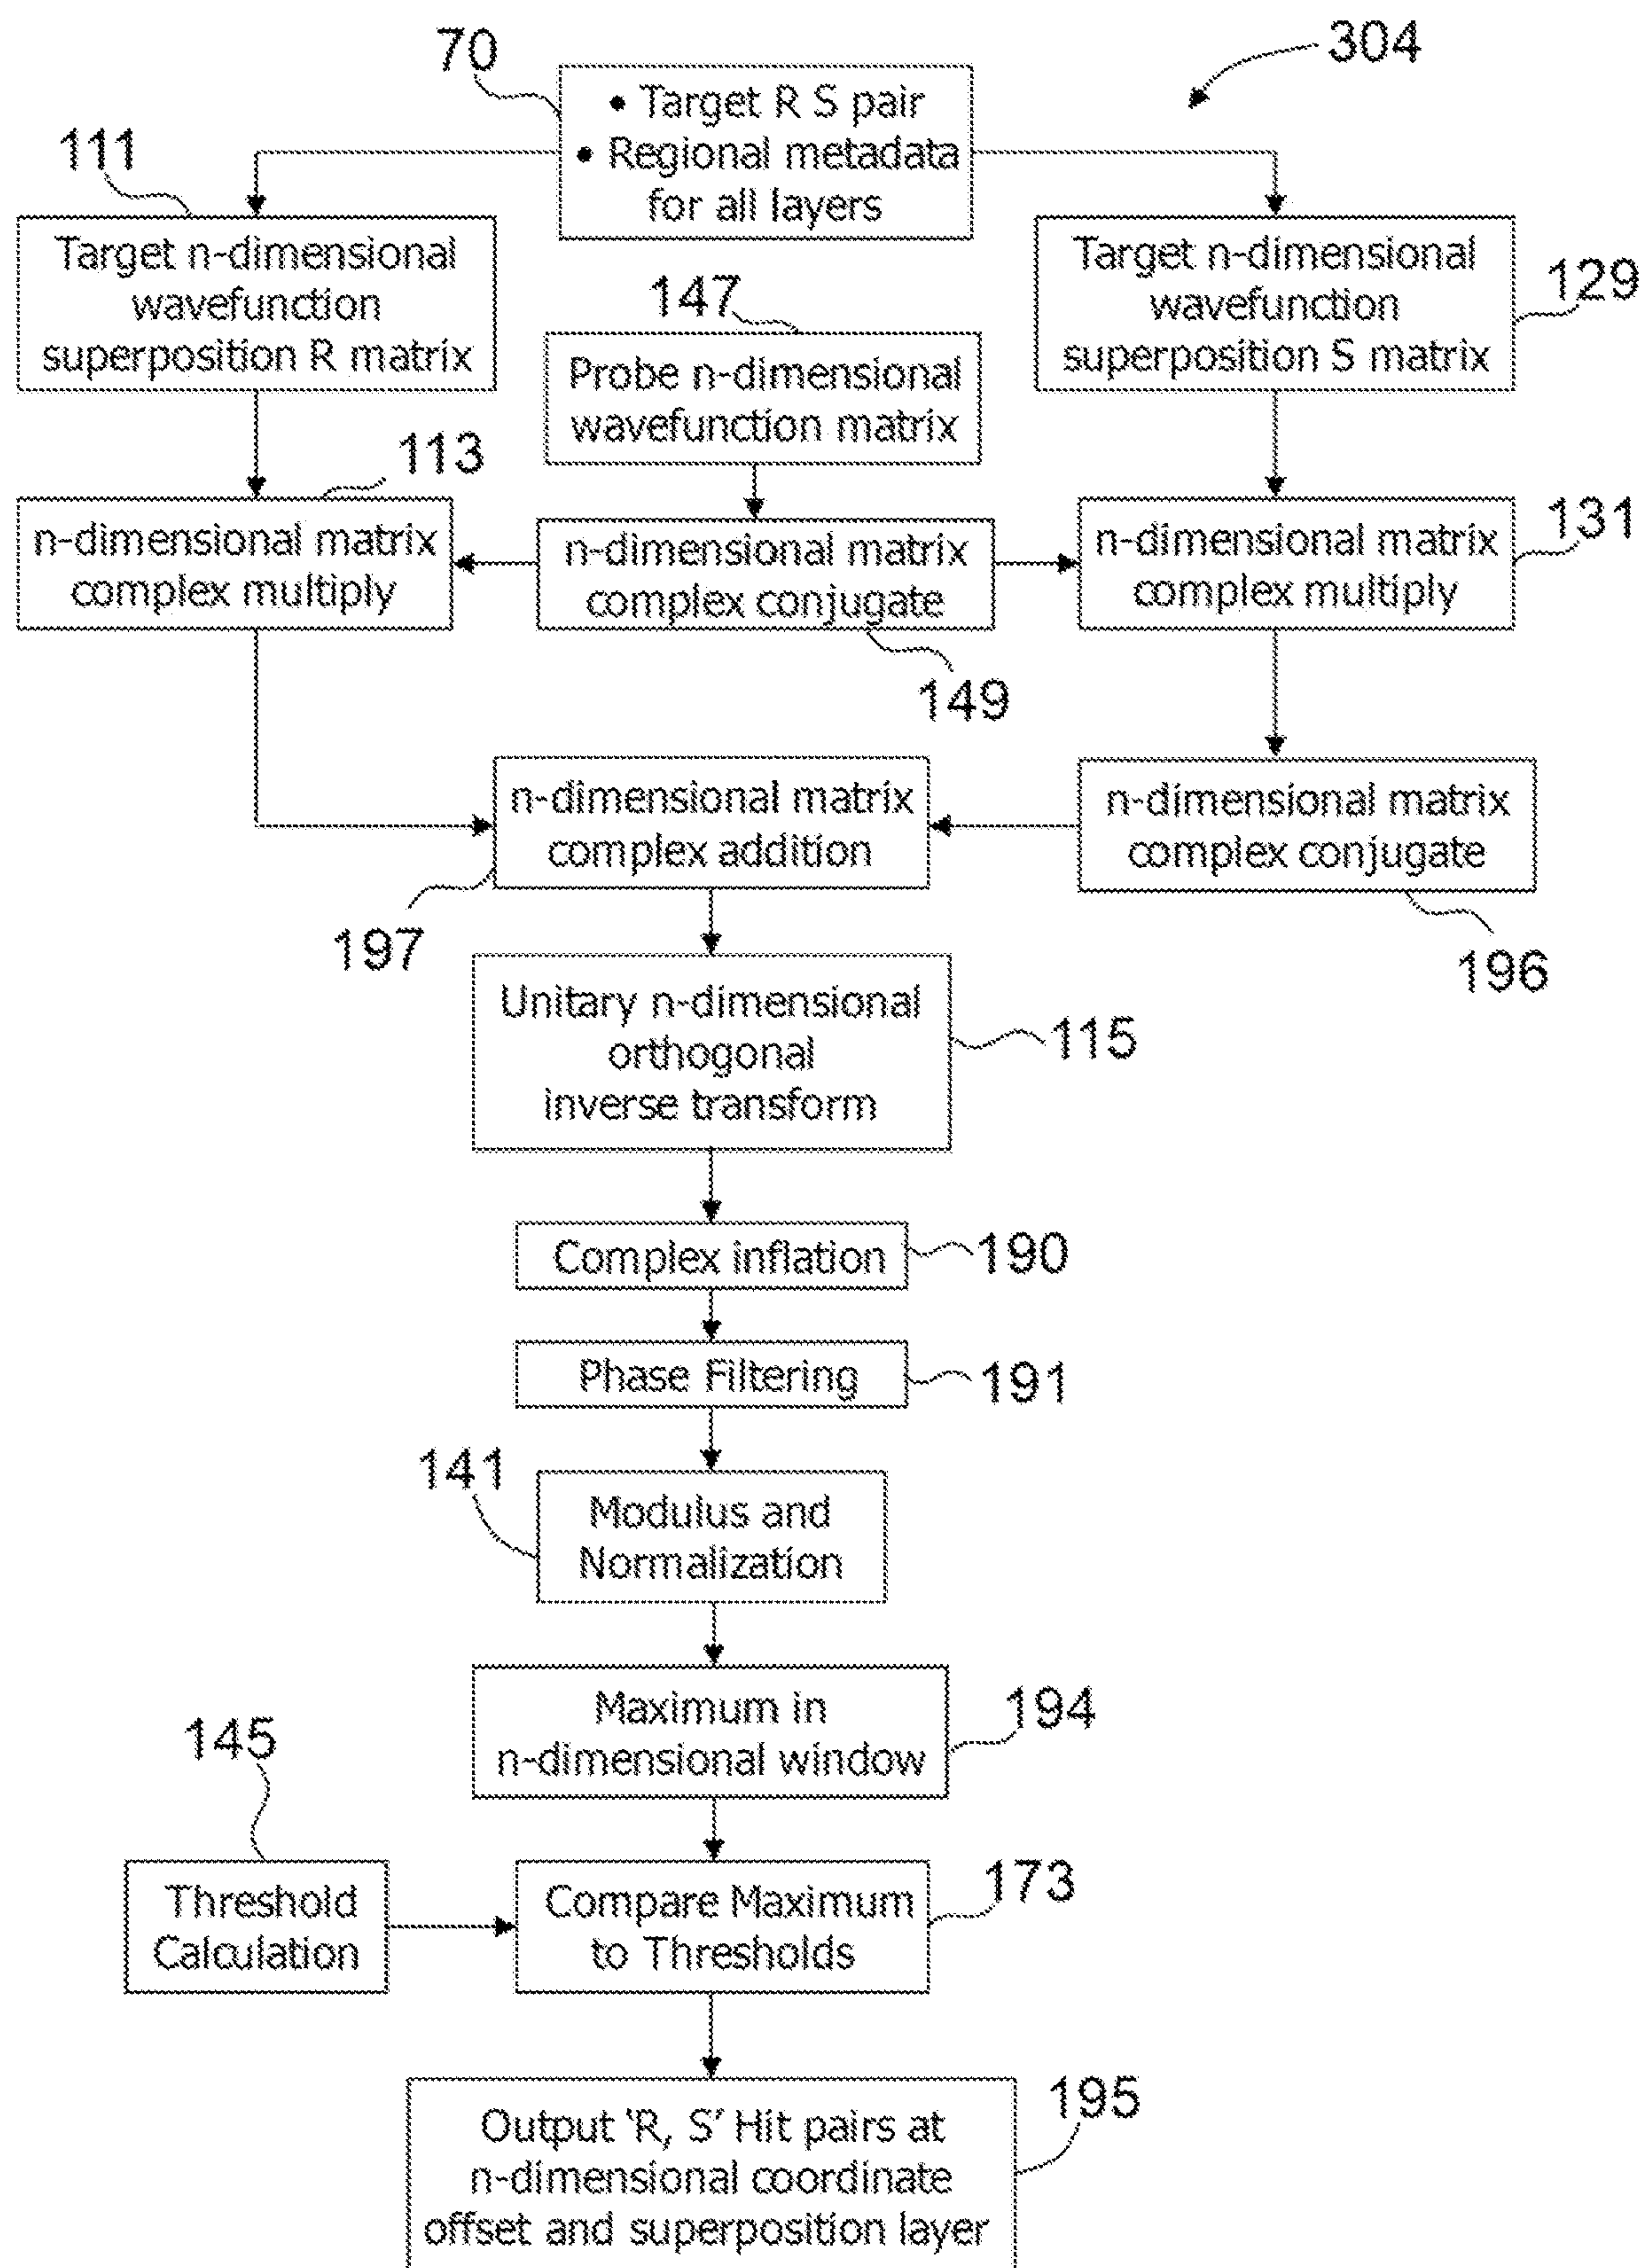 304
70
• Target R S pair
• Regional metadata
for all layers
111
Target n-dimensional
wavefunction
superposition R matrix
147
Probe n-dimensional
wavefunction matrix
Target n-dimensional
wavefunction
superposition S matrix
129
113
n-dimensional matrix
complex multiply
n-dimensional matrix
complex conjugate
149
n-dimensional matrix
complex multiply
131
n-dimensional matrix
complex addition
197
n-dimensional matrix
complex conjugate
196
Unitary n-dimensional
orthogonal
inverse transform
115
Complex inflation
190
Phase Filtering
191
141
Modulus and
Normalization
Maximum in
n-dimensional window
194
145
Threshold
Calculation
Compare Maximum
to Thresholds
173
Output ‘R, S’ Hit pairs at
n-dimensional coordinate
offset and superposition layer
195